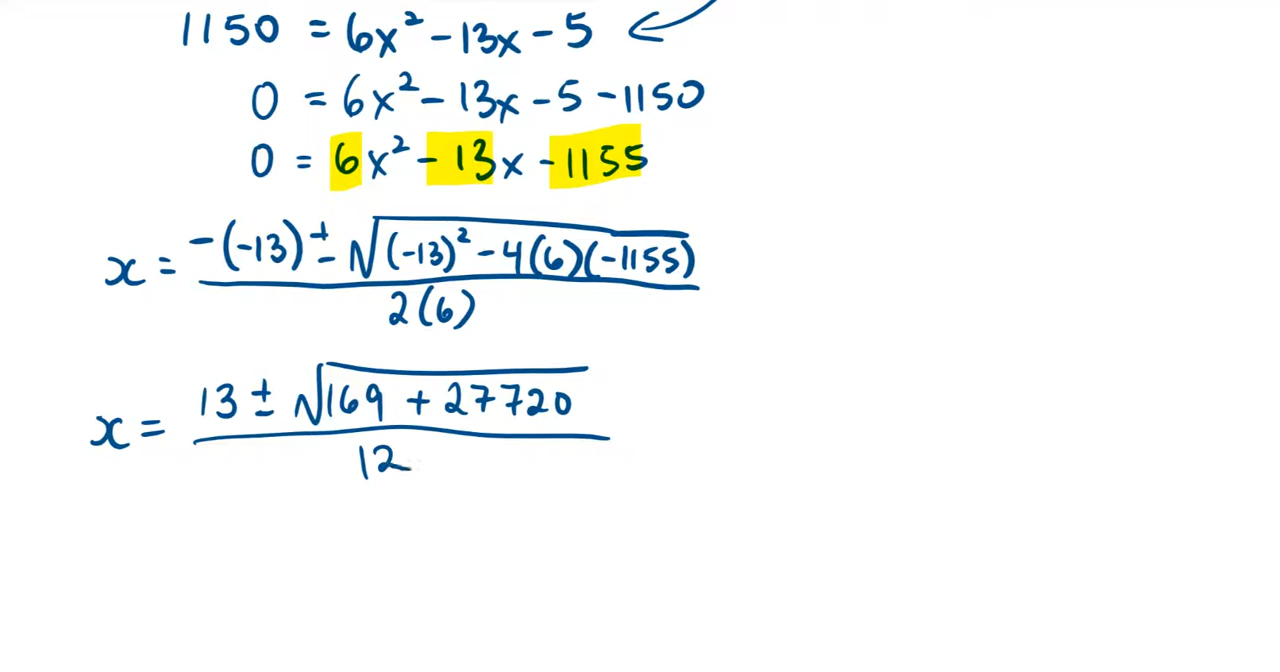 1150 = 6x² - 13x - 5
0 = 6x² - 13x - 5 - 1150
0 = 6x² - 13x - 1155
x = -(-13) ± √(-13)² - 4(6)(-1155)
2(6)
x = 13 ± √169 + 27720
12